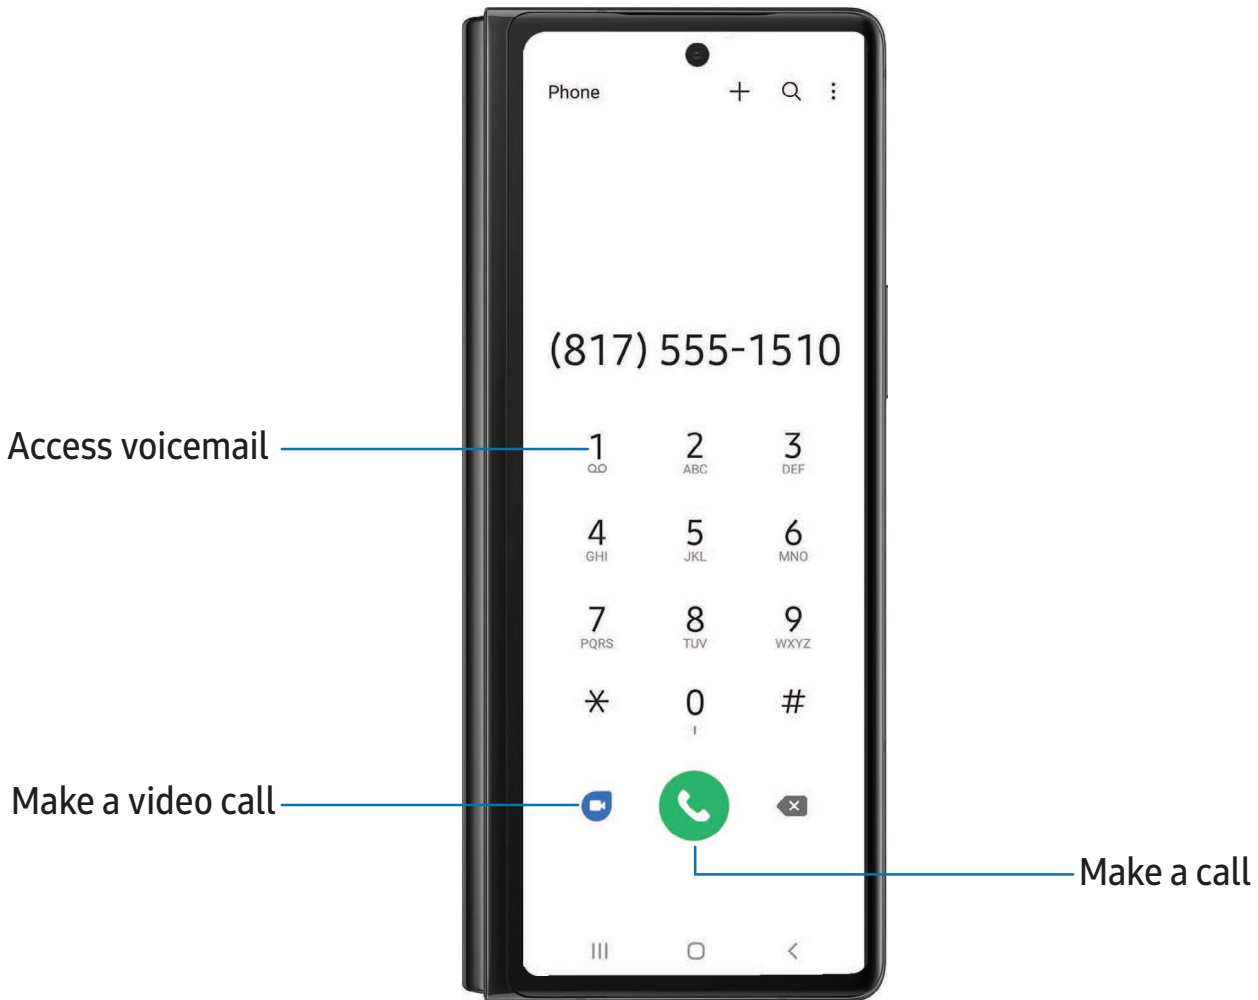 Phone
(817) 555-1510
Access voicemail
1 2 3
ABC DEF
4 5 6
GHI JKL MNO
7 8 9
PQRS TUV WXYZ
* 0 #
+
Make a video call
Make a call